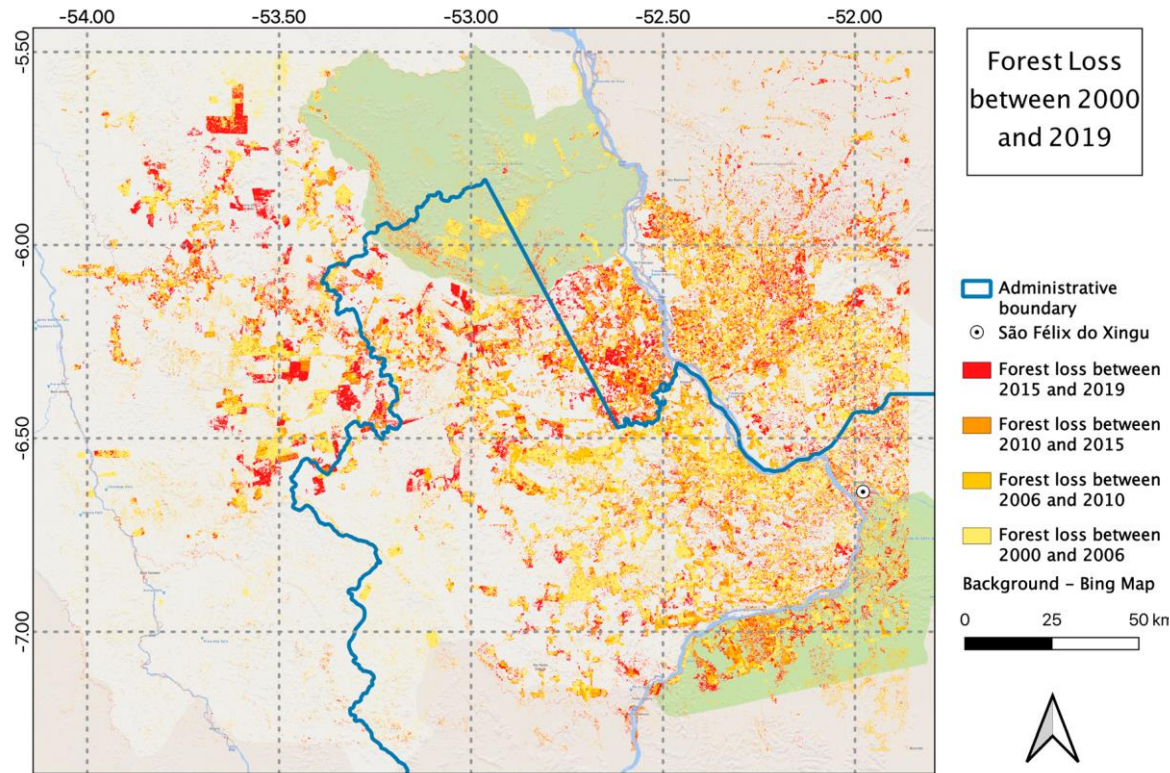 -54.00 -53.50 -53.00 -52.50 -52.00
-5.50
-6.00
-6.50
-7.00
Forest Loss
between 2000
and 2019
Administrative
boundary
São Félix do Xingu
Forest loss between
2015 and 2019
Forest loss between
2010 and 2015
Forest loss between
2006 and 2010
Forest loss between
2000 and 2006
Background – Bing Map
0 25 50 km